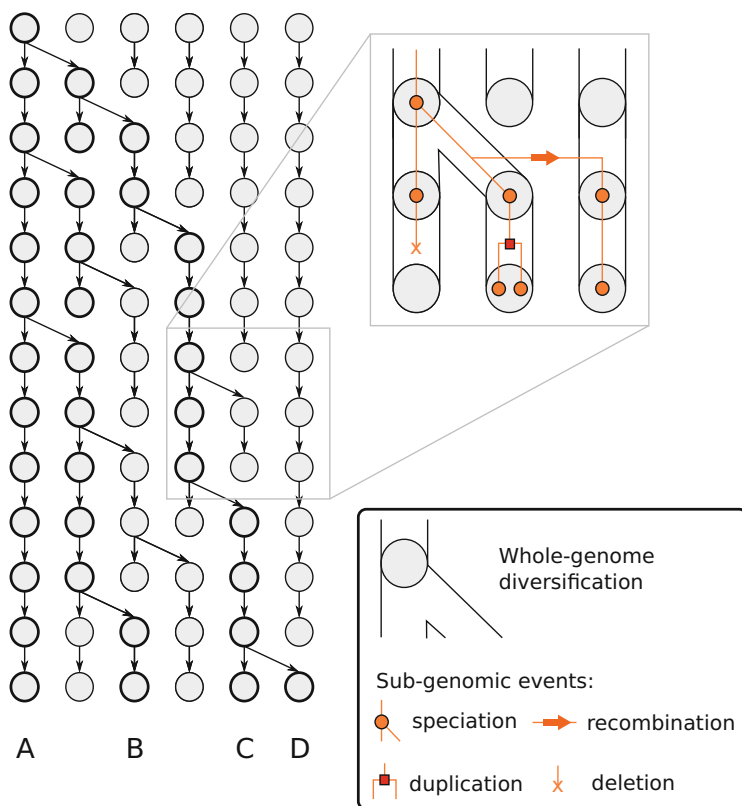 A B C D
Whole-genome
diversification
Sub-genomic events:
speciation
recombination
duplication
deletion